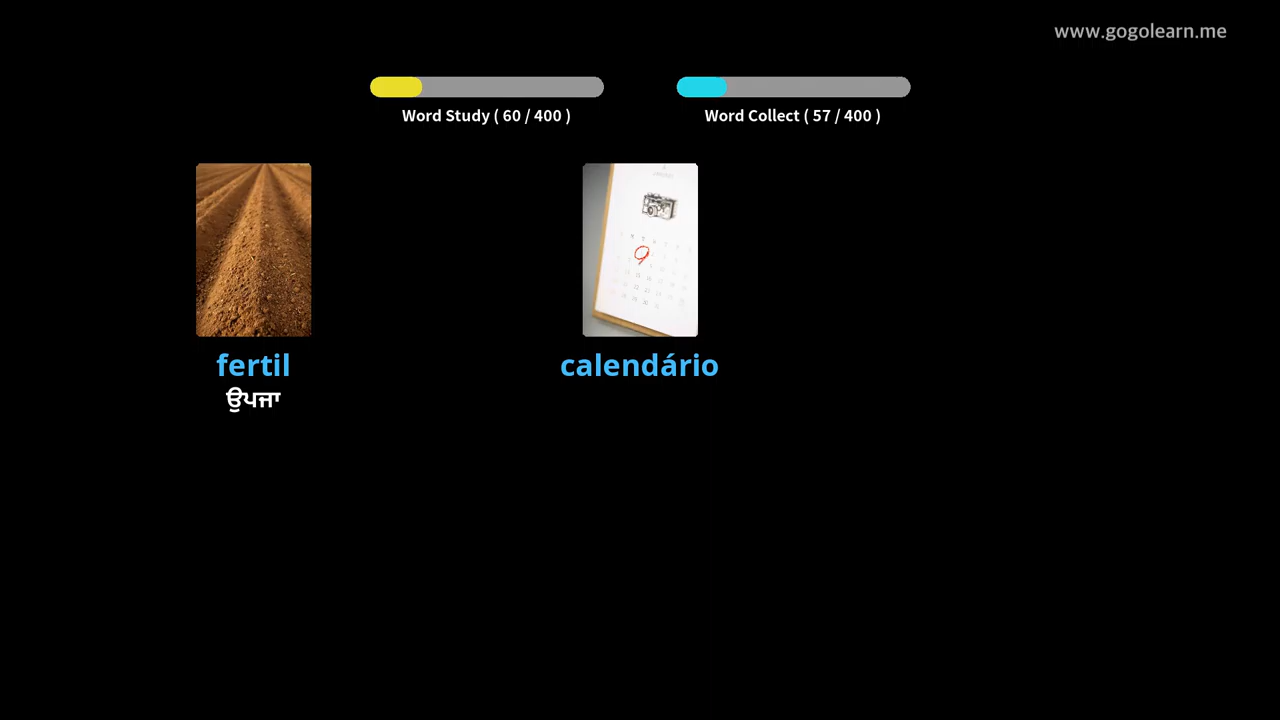 www.gogolearn.me
Word Study ( 60 / 400 )
Word Collect ( 57 / 400 )
fertil
ਉਪਜਾ
calendário